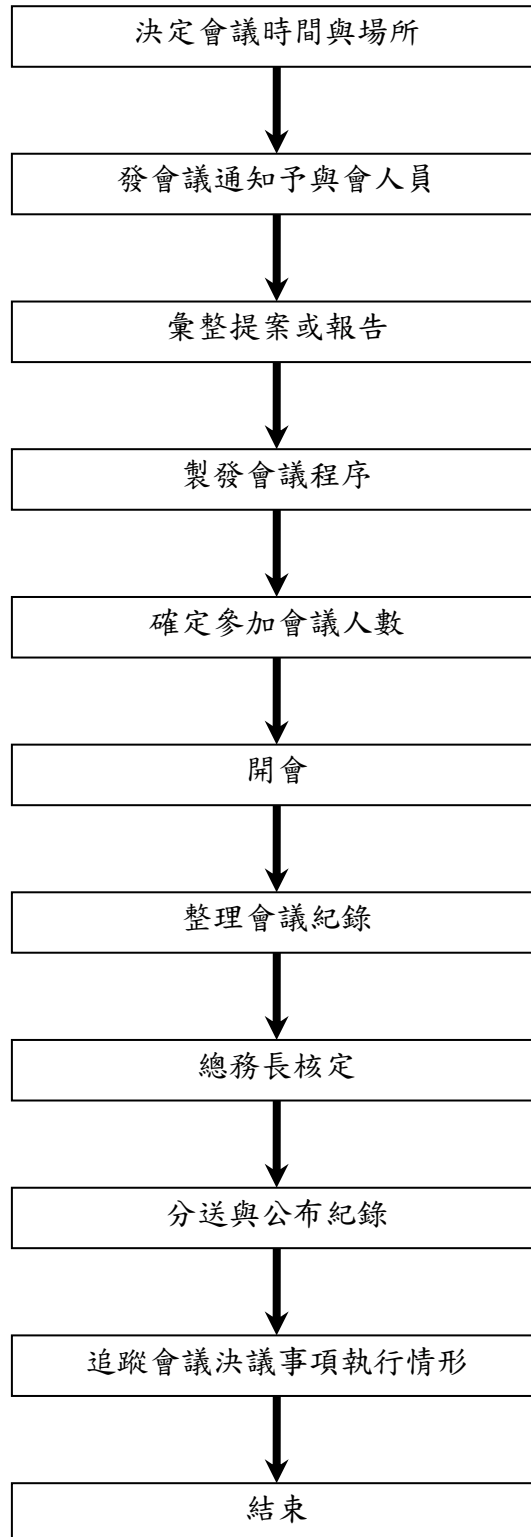 決定會議時間與場所
發會議通知予與會人員
彙整提案或報告
製發會議程序
確定參加會議人數
開會
整理會議紀錄
總務長核定
分送與公布紀錄
追蹤會議決議事項執行情形
結束